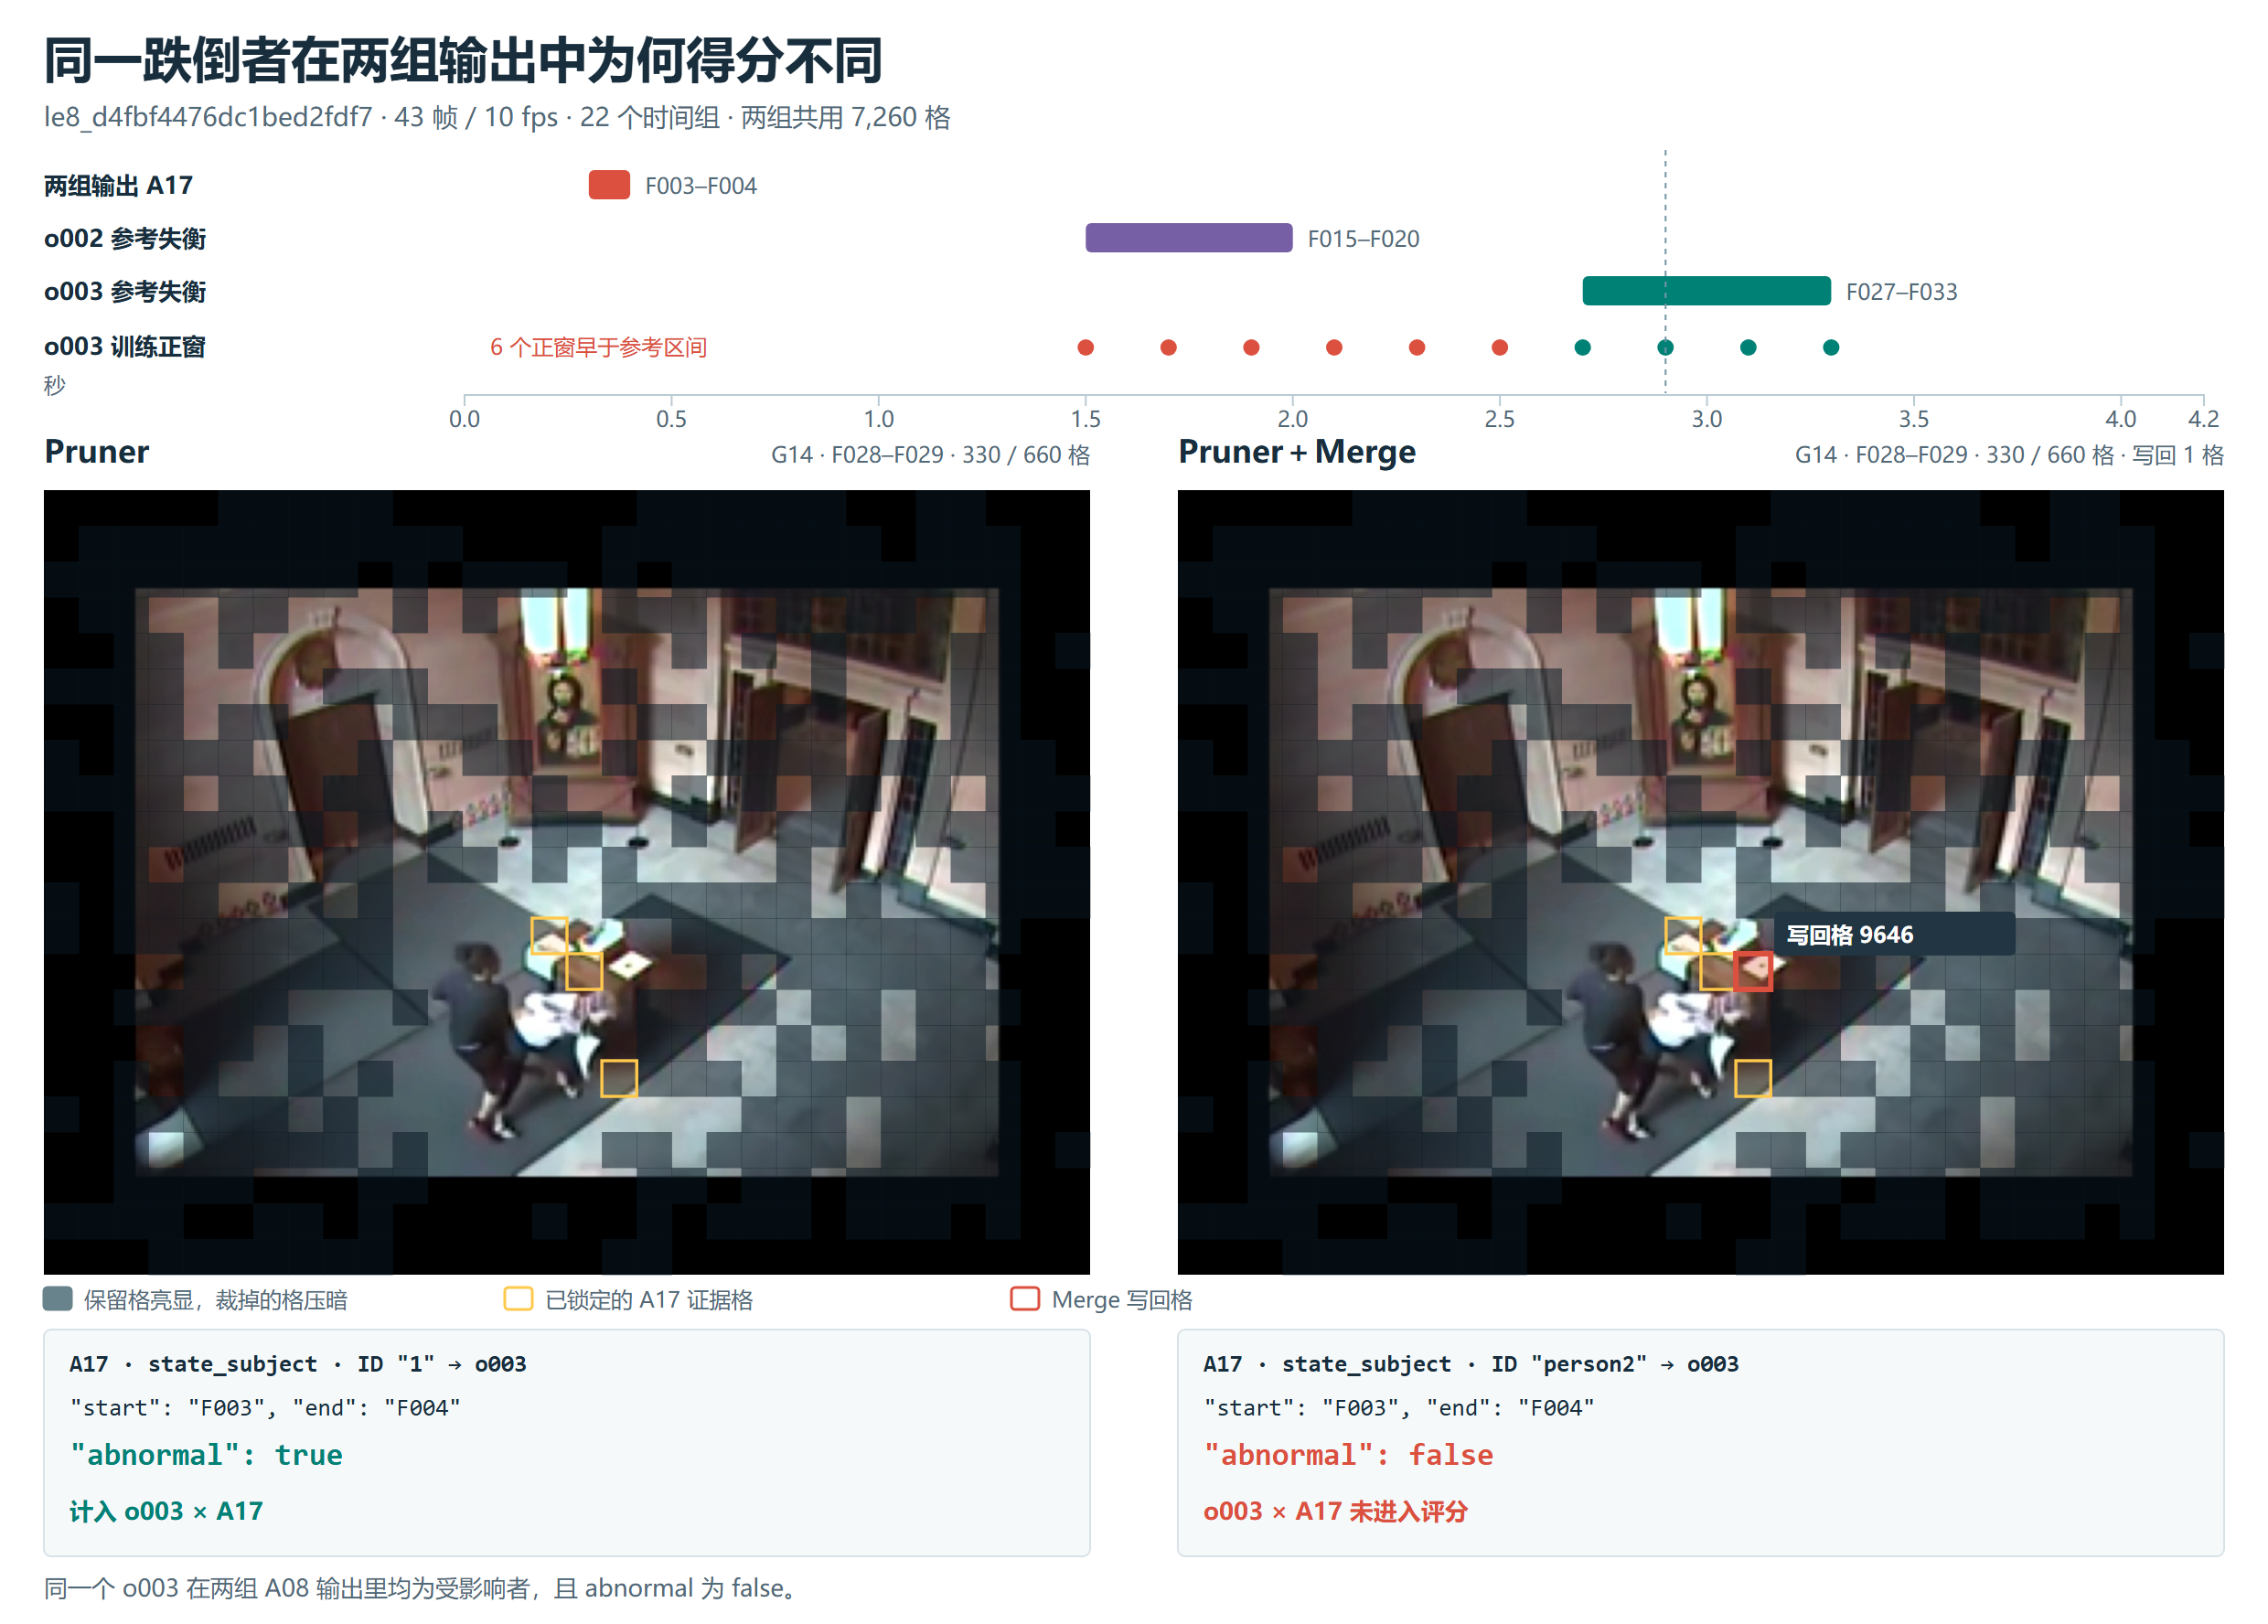 同一跌倒者在两组输出中为何得分不同
le8_d4fbf4476dc1bed2fdf7 · 43 帧 / 10 fps · 22 个时间组 · 两组共用 7,260 格
两组输出 A17
F003–F004
o002 参考失衡
F015–F020
o003 参考失衡
F027–F033
o003 训练正窗
6 个正窗早于参考区间
秒
0.0 0.5 1.0 1.5 2.0 2.5 3.0 3.5 4.0 4.2
Pruner
G14 · F028–F029 · 330 / 660 格
Pruner + Merge
G14 · F028–F029 · 330 / 660 格 · 写回 1 格
写回格 9646
保留格亮显，裁掉的格压暗
已锁定的 A17 证据格
Merge 写回格
A17 · state_subject · ID "1" → o003
"start": "F003", "end": "F004"
"abnormal": true
计入 o003 × A17
A17 · state_subject · ID "person2" → o003
"start": "F003", "end": "F004"
"abnormal": false
o003 × A17 未进入评分
同一个 o003 在两组 A08 输出里均为受影响者，且 abnormal 为 false。